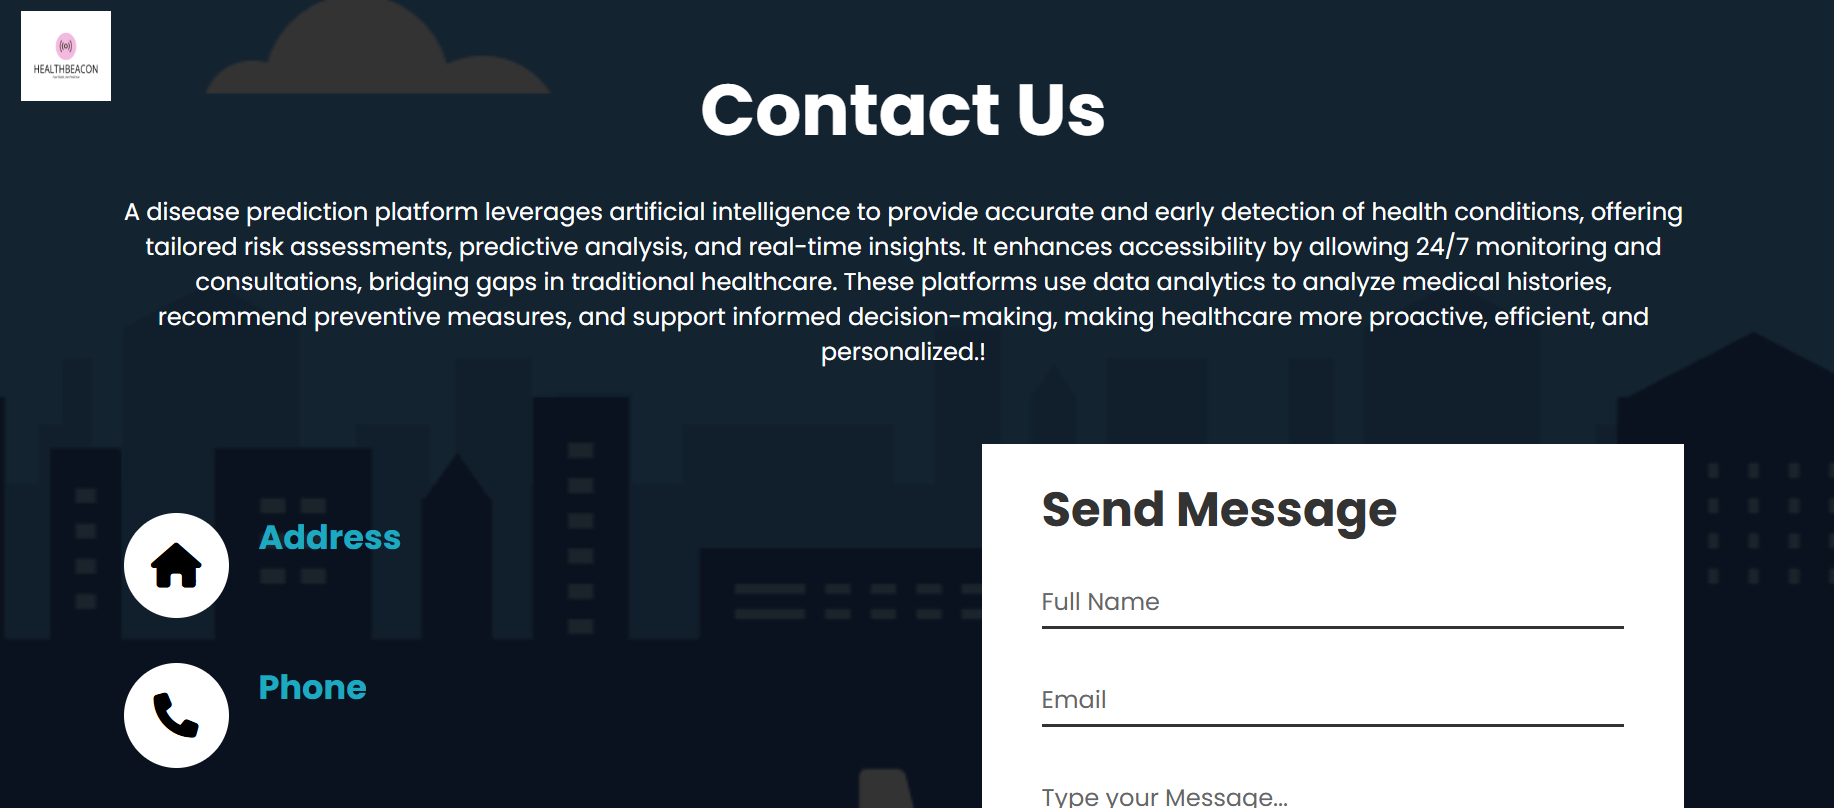 HEALTHBEACON
Contact Us
A disease prediction platform leverages artificial intelligence to provide accurate and early detection of health conditions, offering
tailored risk assessments, predictive analysis, and real-time insights. It enhances accessibility by allowing 24/7 monitoring and
consultations, bridging gaps in traditional healthcare. These platforms use data analytics to analyze medical histories,
recommend preventive measures, and support informed decision-making, making healthcare more proactive, efficient, and
personalized.!
Address
Phone
Send Message
Full Name
Email
Type your Message...